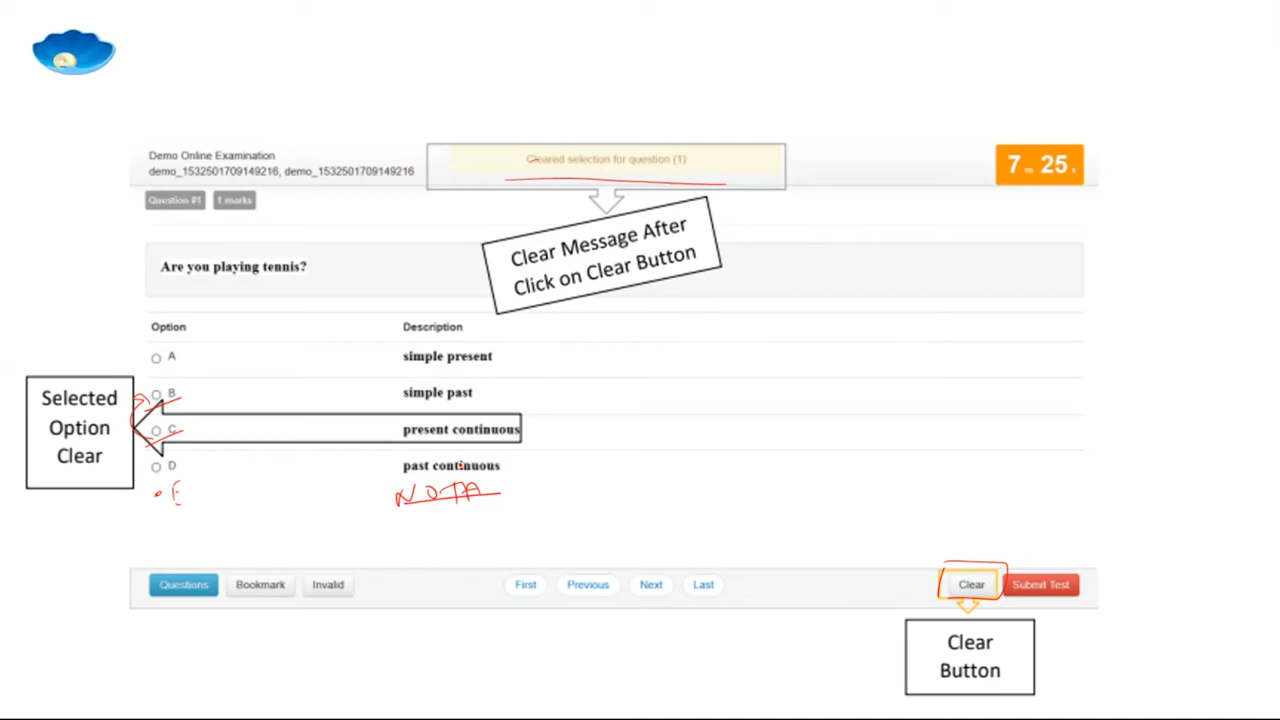 Demo Online Examination
Cleared selection for question (1)
demo_1532501709149216, demo_1532501709149216
7 m 25 s
Question #1
1 marks
Clear Message After
Click on Clear Button
Are you playing tennis?
Option Description
A simple present
B simple past
C present continuous
D past continuous
E NOTA
Selected
Option
Clear
Questions Bookmark Invalid First Previous Next Last Clear Submit Test
Clear
Button